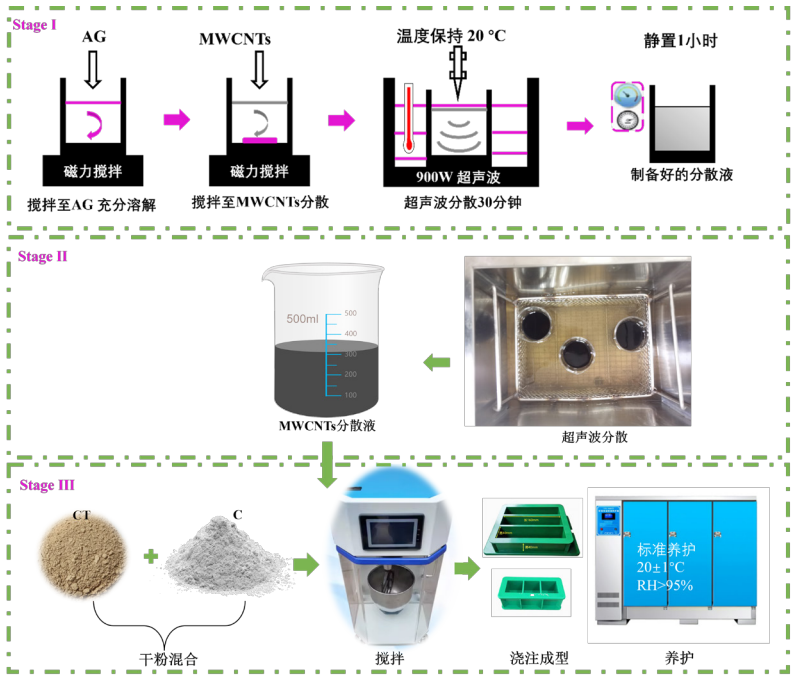 Stage I
AG
MWCNTs
温度保持 20 °C
静置1小时
磁力搅拌
磁力搅拌
900W 超声波
制备好的分散液
搅拌至AG 充分溶解
搅拌至MWCNTs分散
超声波分散30分钟
Stage II
500ml
500
400
300
200
100
MWCNTs分散液
超声波分散
Stage III
CT
C
标准养护
20±1°C
RH>95%
干粉混合
搅拌
浇注成型
养护